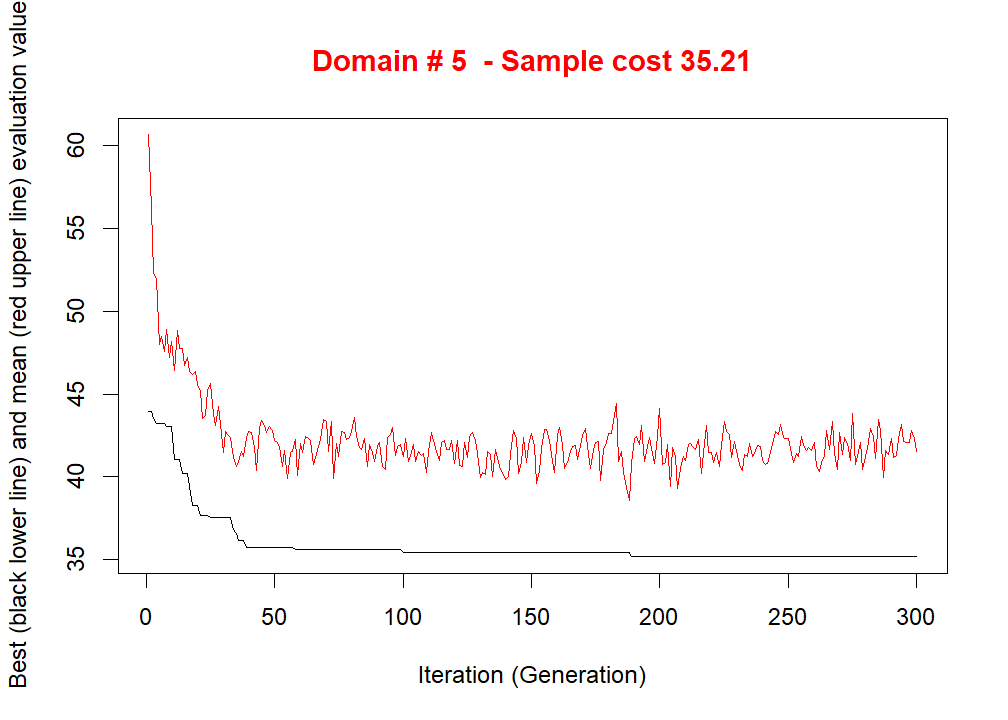 Domain # 5  - Sample cost 35.21
Best (black lower line) and mean (red upper line) evaluation value
60
55
50
45
40
35
0 50 100 150 200 250 300
Iteration (Generation)